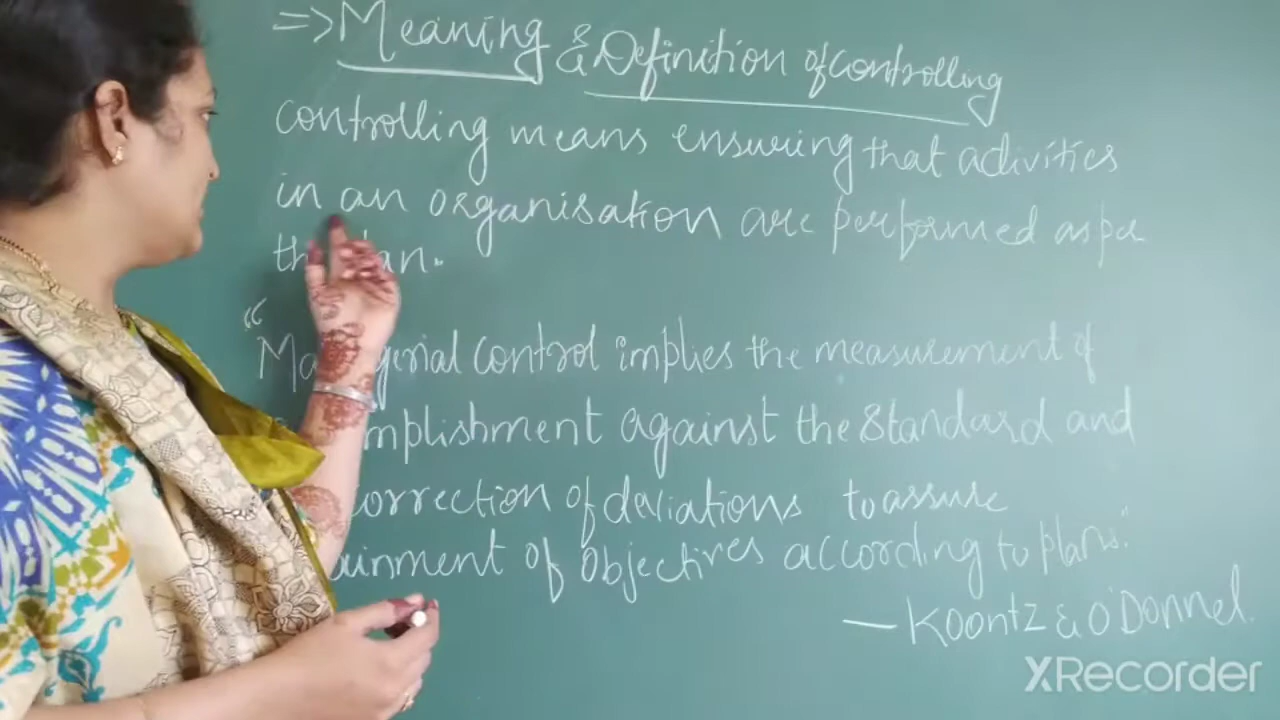 => Meaning & Definition of controlling
controlling means ensuring that activities
in an organisation are performed as per
“
Managerial control implies the measurement of
mplishment against the standard and
correction of deviations to assure
ainment of objectives according to plans."
— Koontz & O'Donnel.
XRecorder